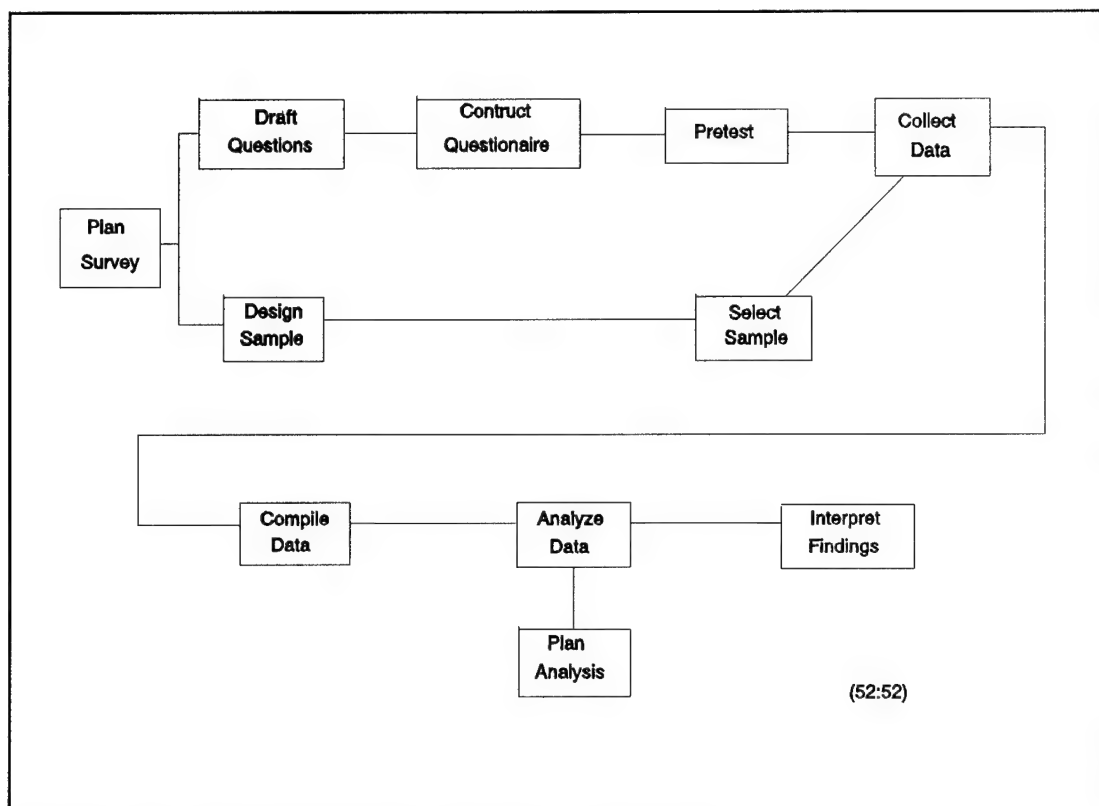 Draft
Questions
Contruct
Questionaire
Pretest
Collect
Data
Plan
Survey
Design
Sample
Select
Sample
Compile
Data
Analyze
Data
Interpret
Findings
Plan
Analysis
(52:52)